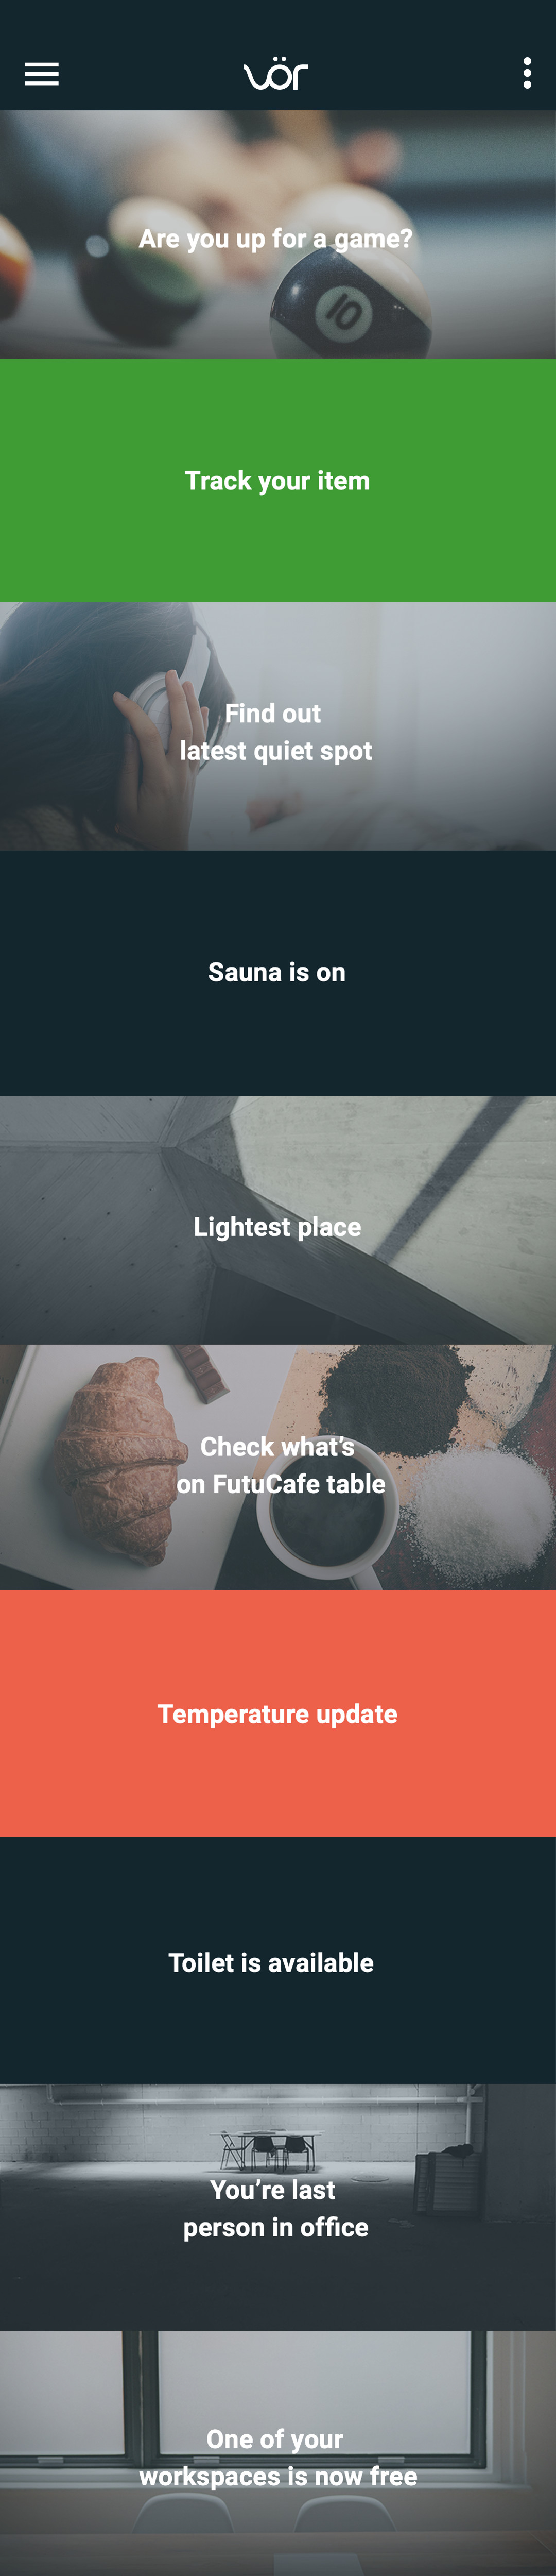 vör
Are you up for a game?
10
Track your item
Find out
latest quiet spot
Sauna is on
Lightest place
Check what’s
on FutuCafe table
Temperature update
Toilet is available
You’re last
person in office
One of your
workspaces is now free